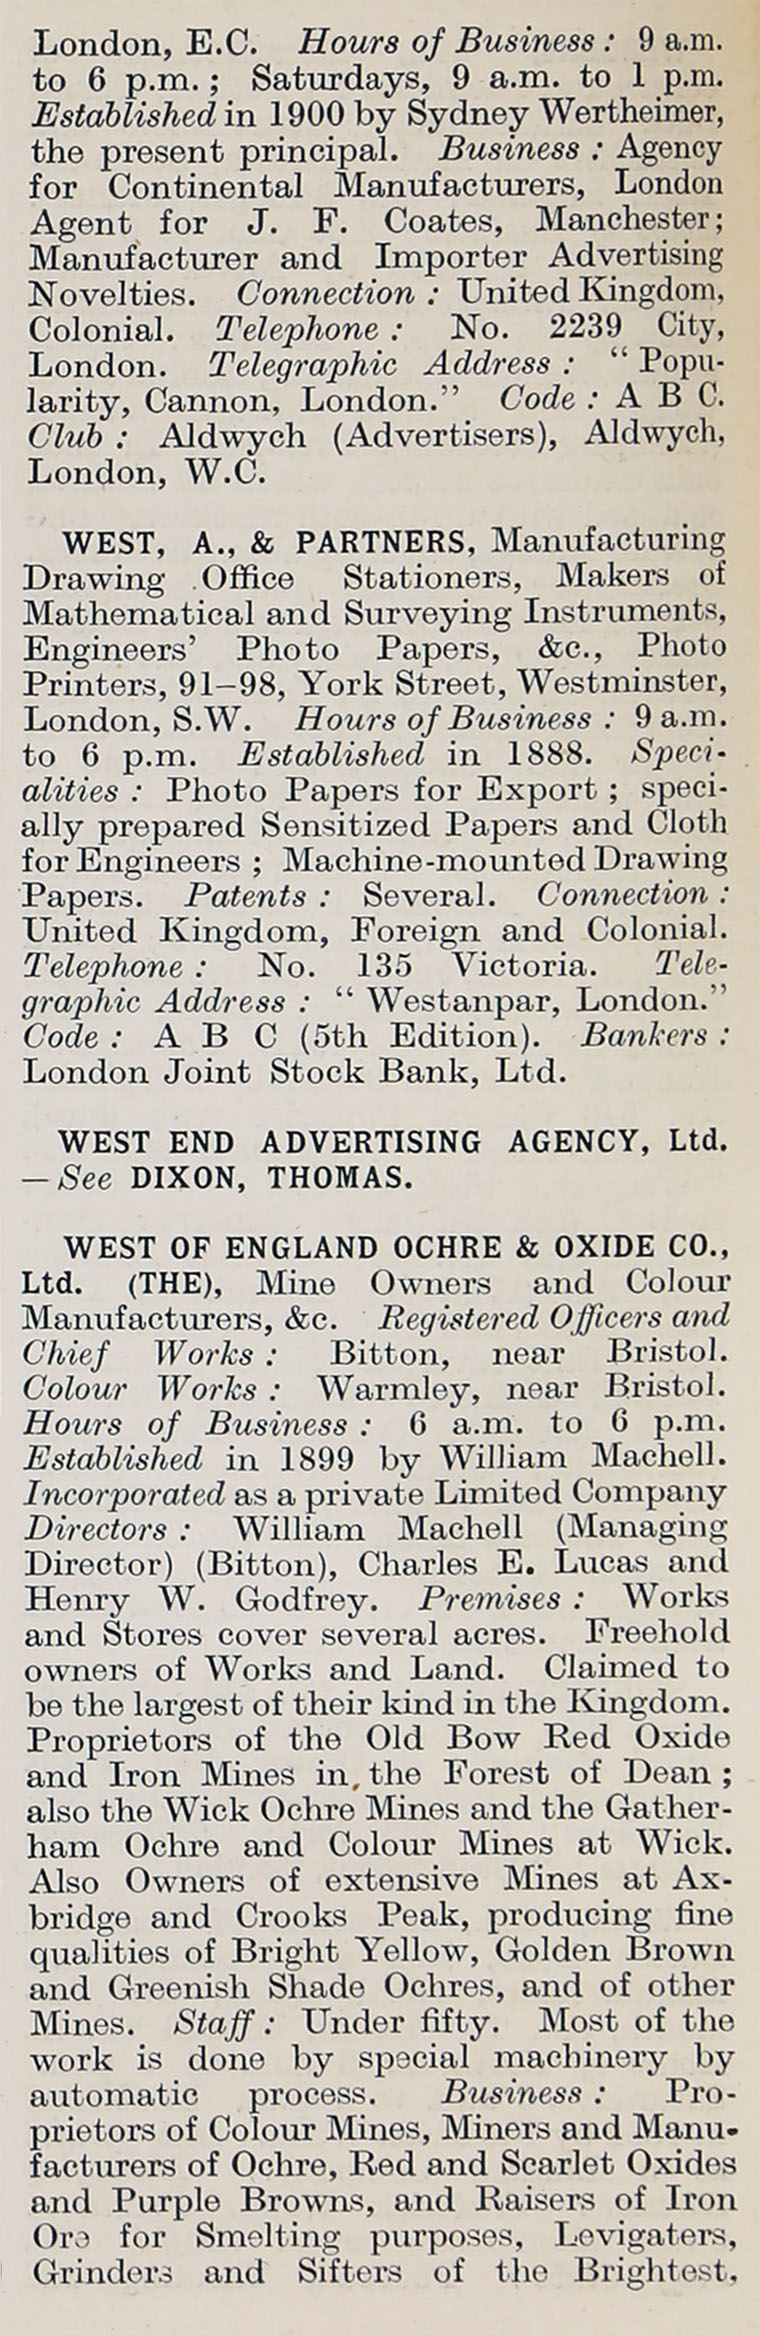 London, E.C. Hours of Business : 9 a.m.
to 6 p.m. ; Saturdays, 9 a.m. to 1 p.m.
Established in 1900 by Sydney Wertheimer,
the present principal. Business : Agency
for Continental Manufacturers, London
Agent for J. F. Coates, Manchester;
Manufacturer and Importer Advertising
Novelties. Connection : United Kingdom,
Colonial. Telephone : No. 2239 City,
London. Telegraphic Address : “ Popu-
larity, Cannon, London.” Code : A B C.
Club : Aldwych (Advertisers), Aldwych,
London, W.C.
WEST, A., & PARTNERS, Manufacturing
Drawing Office Stationers, Makers of
Mathematical and Surveying Instruments,
Engineers’ Photo Papers, &c., Photo
Printers, 91–98, York Street, Westminster,
London, S.W. Hours of Business : 9 a.m.
to 6 p.m. Established in 1888. Speci-
alities : Photo Papers for Export ; speci-
ally prepared Sensitized Papers and Cloth
for Engineers ; Machine-mounted Drawing
Papers. Patents : Several. Connection :
United Kingdom, Foreign and Colonial.
Telephone : No. 135 Victoria. Tele-
graphic Address : “ Westanpar, London.”
Code : A B C (5th Edition). Bankers :
London Joint Stock Bank, Ltd.
WEST END ADVERTISING AGENCY, Ltd.
—See DIXON, THOMAS.
WEST OF ENGLAND OCHRE & OXIDE CO.,
Ltd. (THE), Mine Owners and Colour
Manufacturers, &c. Registered Officers and
Chief Works : Bitton, near Bristol.
Colour Works : Warmley, near Bristol.
Hours of Business : 6 a.m. to 6 p.m.
Established in 1899 by William Machell.
Incorporated as a private Limited Company
Directors : William Machell (Managing
Director) (Bitton), Charles E. Lucas and
Henry W. Godfrey. Premises : Works
and Stores cover several acres. Freehold
owners of Works and Land. Claimed to
be the largest of their kind in the Kingdom.
Proprietors of the Old Bow Red Oxide
and Iron Mines in the Forest of Dean ;
also the Wick Ochre Mines and the Gather-
ham Ochre and Colour Mines at Wick.
Also Owners of extensive Mines at Ax-
bridge and Crooks Peak, producing fine
qualities of Bright Yellow, Golden Brown
and Greenish Shade Ochres, and of other
Mines. Staff : Under fifty. Most of the
work is done by special machinery by
automatic process. Business : Pro-
prietors of Colour Mines, Miners and Manu-
facturers of Ochre, Red and Scarlet Oxides
and Purple Browns, and Raisers of Iron
Ore for Smelting purposes, Levigaters,
Grinders and Sifters of the Brightest,